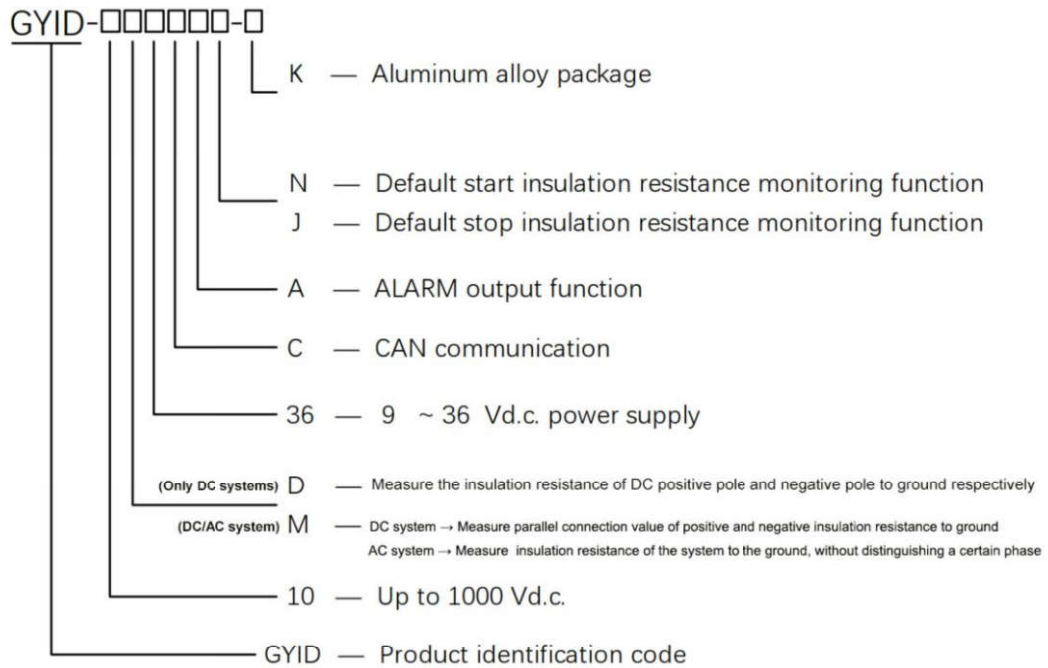 GYID-□□□□□□-□
K — Aluminum alloy package
N — Default start insulation resistance monitoring function
J — Default stop insulation resistance monitoring function
A — ALARM output function
C — CAN communication
36 — 9 ~ 36 Vd.c. power supply
(Only DC systems) D — Measure the insulation resistance of DC positive pole and negative pole to ground respectively
(DC/AC system) M — DC system → Measure parallel connection value of positive and negative insulation resistance to ground
AC system → Measure insulation resistance of the system to the ground, without distinguishing a certain phase
10 — Up to 1000 Vd.c.
GYID — Product identification code